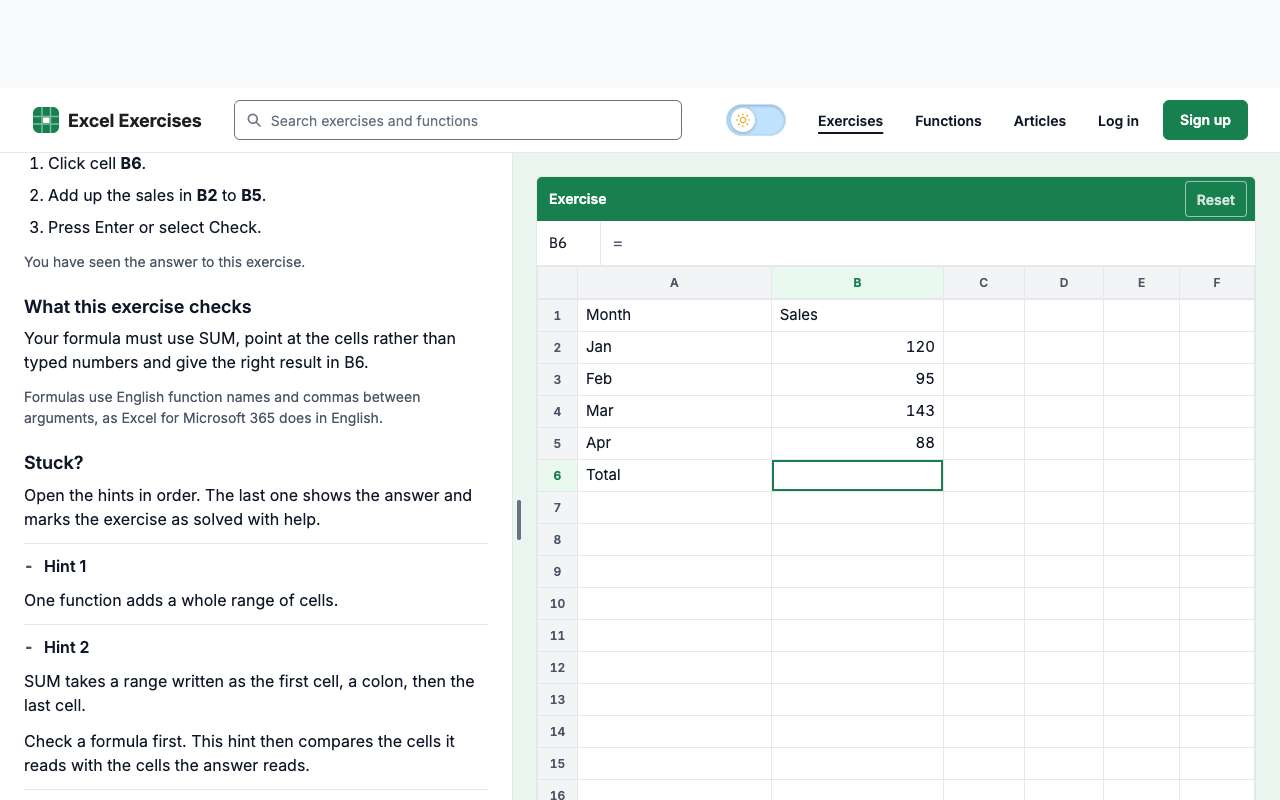 Excel Exercises
Search exercises and functions
Exercises
Functions
Articles
Log in
Sign up
1. Click cell B6.
2. Add up the sales in B2 to B5.
3. Press Enter or select Check.
You have seen the answer to this exercise.
What this exercise checks
Your formula must use SUM, point at the cells rather than
typed numbers and give the right result in B6.
Formulas use English function names and commas between
arguments, as Excel for Microsoft 365 does in English.
Stuck?
Open the hints in order. The last one shows the answer and
marks the exercise as solved with help.
- Hint 1
One function adds a whole range of cells.
- Hint 2
SUM takes a range written as the first cell, a colon, then the
last cell.
Check a formula first. This hint then compares the cells it
reads with the cells the answer reads.
Exercise
Reset
B6 =
A B C D E F
1 Month Sales
2 Jan 120
3 Feb 95
4 Mar 143
5 Apr 88
6 Total
7
8
9
10
11
12
13
14
15
16